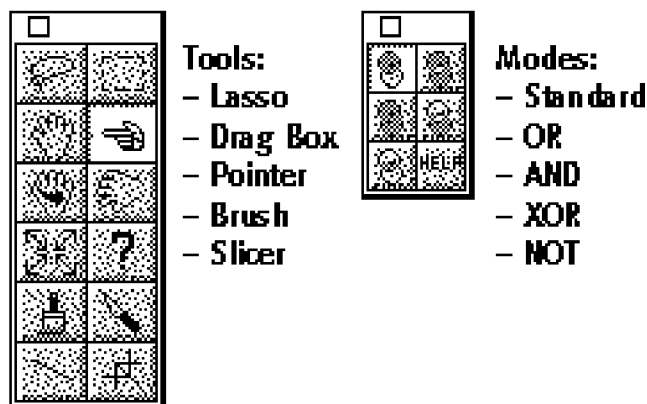 Tools:
– Lasso
– Drag Box
– Pointer
– Brush
– Slicer
?
HELP
Modes:
– Standard
– OR
– AND
– XOR
– NOT